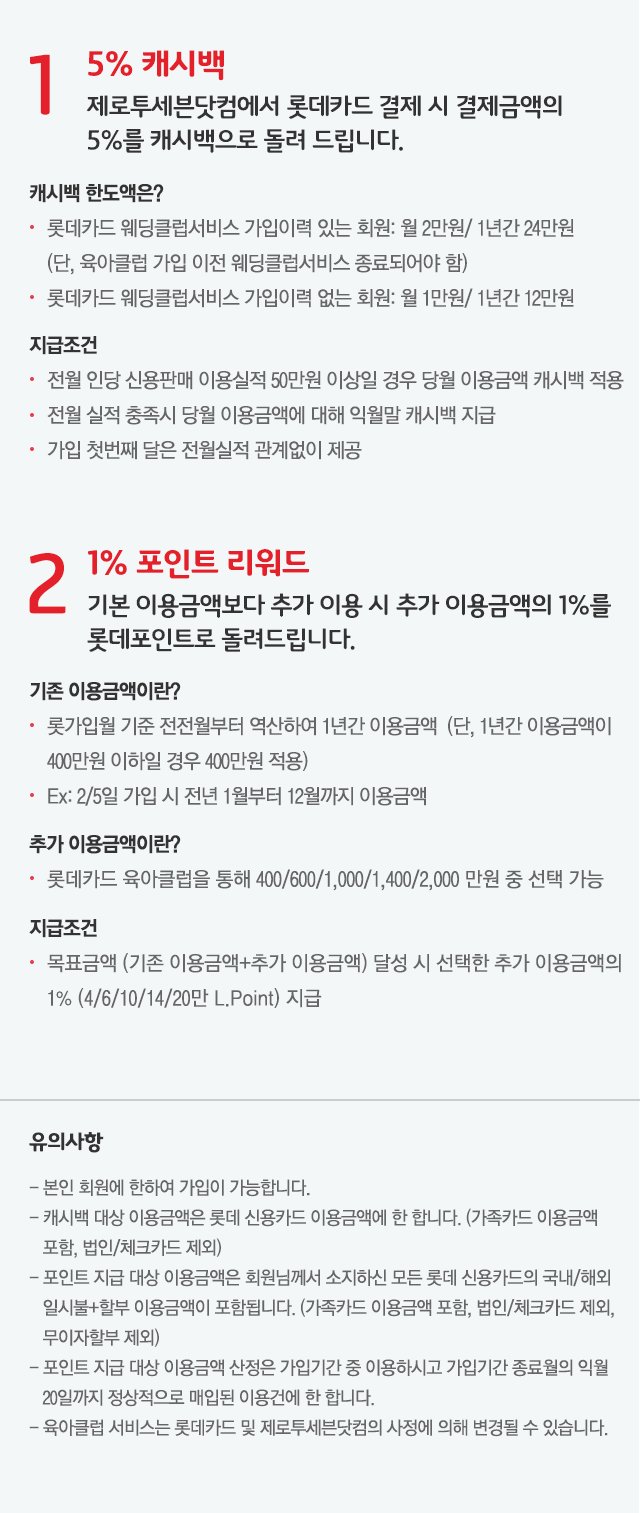 1
5% 캐시백
제로투세븐닷컴에서 롯데카드 결제 시 결제금액의
5%를 캐시백으로 돌려 드립니다.
캐시백 한도액은?
• 롯데카드 웨딩클럽서비스 가입이력 있는 회원: 월 2만원/ 1년간 24만원
(단, 육아클럽 가입 이전 웨딩클럽서비스 종료되어야 함)
• 롯데카드 웨딩클럽서비스 가입이력 없는 회원: 월 1만원/ 1년간 12만원
지급조건
• 전월 인당 신용판매 이용실적 50만원 이상일 경우 당월 이용금액 캐시백 적용
• 전월 실적 충족시 당월 이용금액에 대해 익월말 캐시백 지급
• 가입 첫번째 달은 전월실적 관계없이 제공
2
1% 포인트 리워드
기본 이용금액보다 추가 이용 시 추가 이용금액의 1%를
롯데포인트로 돌려드립니다.
기존 이용금액이란?
• 롯가입월 기준 전전월부터 역산하여 1년간 이용금액 (단, 1년간 이용금액이
400만원 이하일 경우 400만원 적용)
• Ex: 2/5일 가입 시 전년 1월부터 12월까지 이용금액
추가 이용금액이란?
• 롯데카드 육아클럽을 통해 400/600/1,000/1,400/2,000 만원 중 선택 가능
지급조건
• 목표금액 (기존 이용금액+추가 이용금액) 달성 시 선택한 추가 이용금액의
1% (4/6/10/14/20만 L.Point) 지급
유의사항
– 본인 회원에 한하여 가입이 가능합니다.
– 캐시백 대상 이용금액은 롯데 신용카드 이용금액에 한 합니다. (가족카드 이용금액
포함, 법인/체크카드 제외)
– 포인트 지급 대상 이용금액은 회원님께서 소지하신 모든 롯데 신용카드의 국내/해외
일시불+할부 이용금액이 포함됩니다. (가족카드 이용금액 포함, 법인/체크카드 제외,
무이자할부 제외)
– 포인트 지급 대상 이용금액 산정은 가입기간 중 이용하시고 가입기간 종료월의 익월
20일까지 정상적으로 매입된 이용건에 한 합니다.
– 육아클럽 서비스는 롯데카드 및 제로투세븐닷컴의 사정에 의해 변경될 수 있습니다.